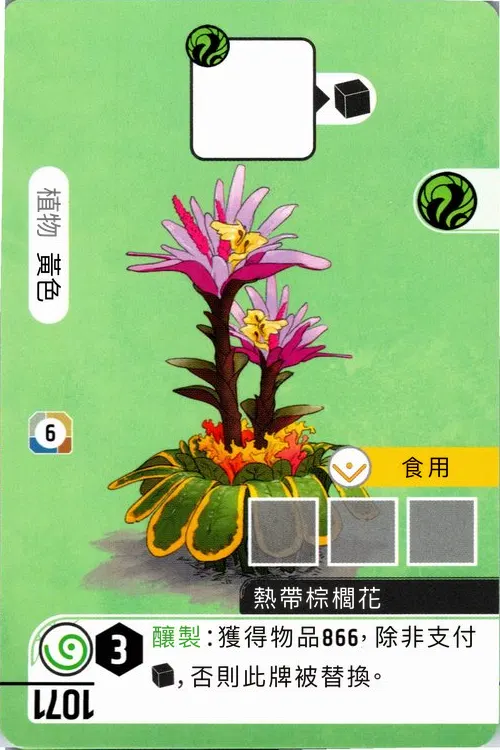 植物 黃色
6
食用
熱帶棕櫚花
3
釀製：獲得物品866，除非支付
，否則此牌被替換。
1071